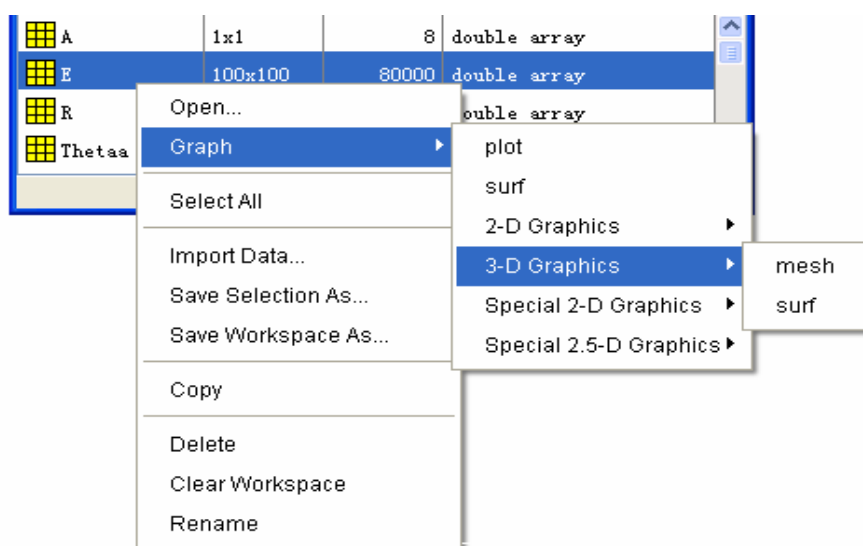 A 1x1 8 double array
E 100x100 80000 double array
R ouble array
Thetaa
Open...
Graph
Select All
Import Data...
Save Selection As...
Save Workspace As...
Copy
Delete
Clear Workspace
Rename
plot
surf
2-D Graphics
3-D Graphics
Special 2-D Graphics
Special 2.5-D Graphics
mesh
surf